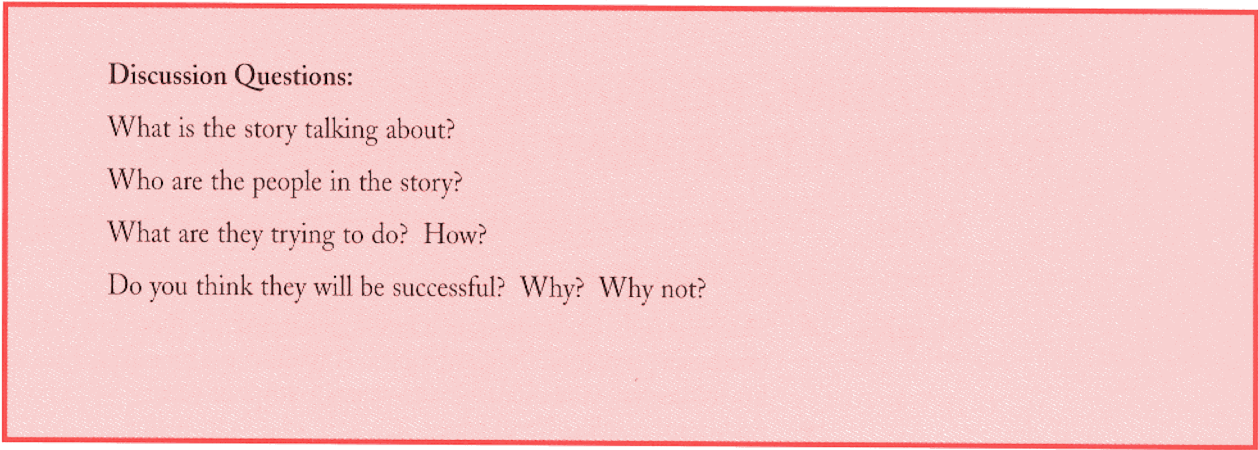 Discussion Questions:
What is the story talking about?
Who are the people in the story?
What are they trying to do?  How?
Do you think they will be successful?  Why?  Why not?